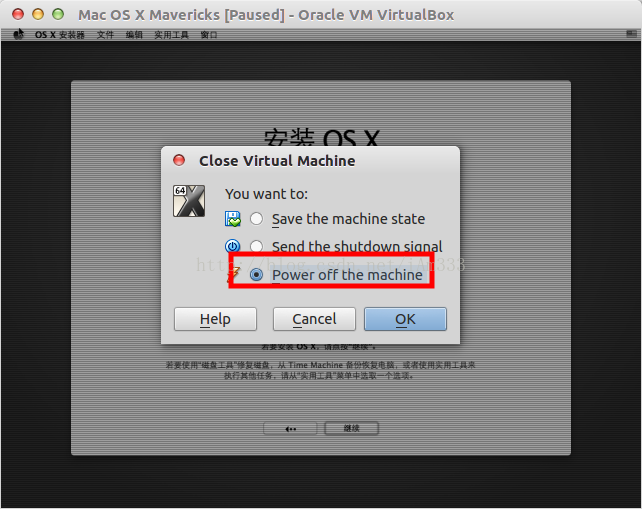 Mac OS X Mavericks [Paused] - Oracle VM VirtualBox
OS X 安装器 文件 编辑 实用工具 窗口
安装 OS X
Close Virtual Machine
64
You want to:
Save the machine state
Send the shutdown signal
Power off the machine
Help Cancel OK
若要安装 OS X，请点按“继续”。
若要使用“磁盘工具”修复磁盘，从 Time Machine 备份恢复电脑，或者使用实用工具来
执行其他任务，请从“实用工具”菜单中选取一个选项。
继续